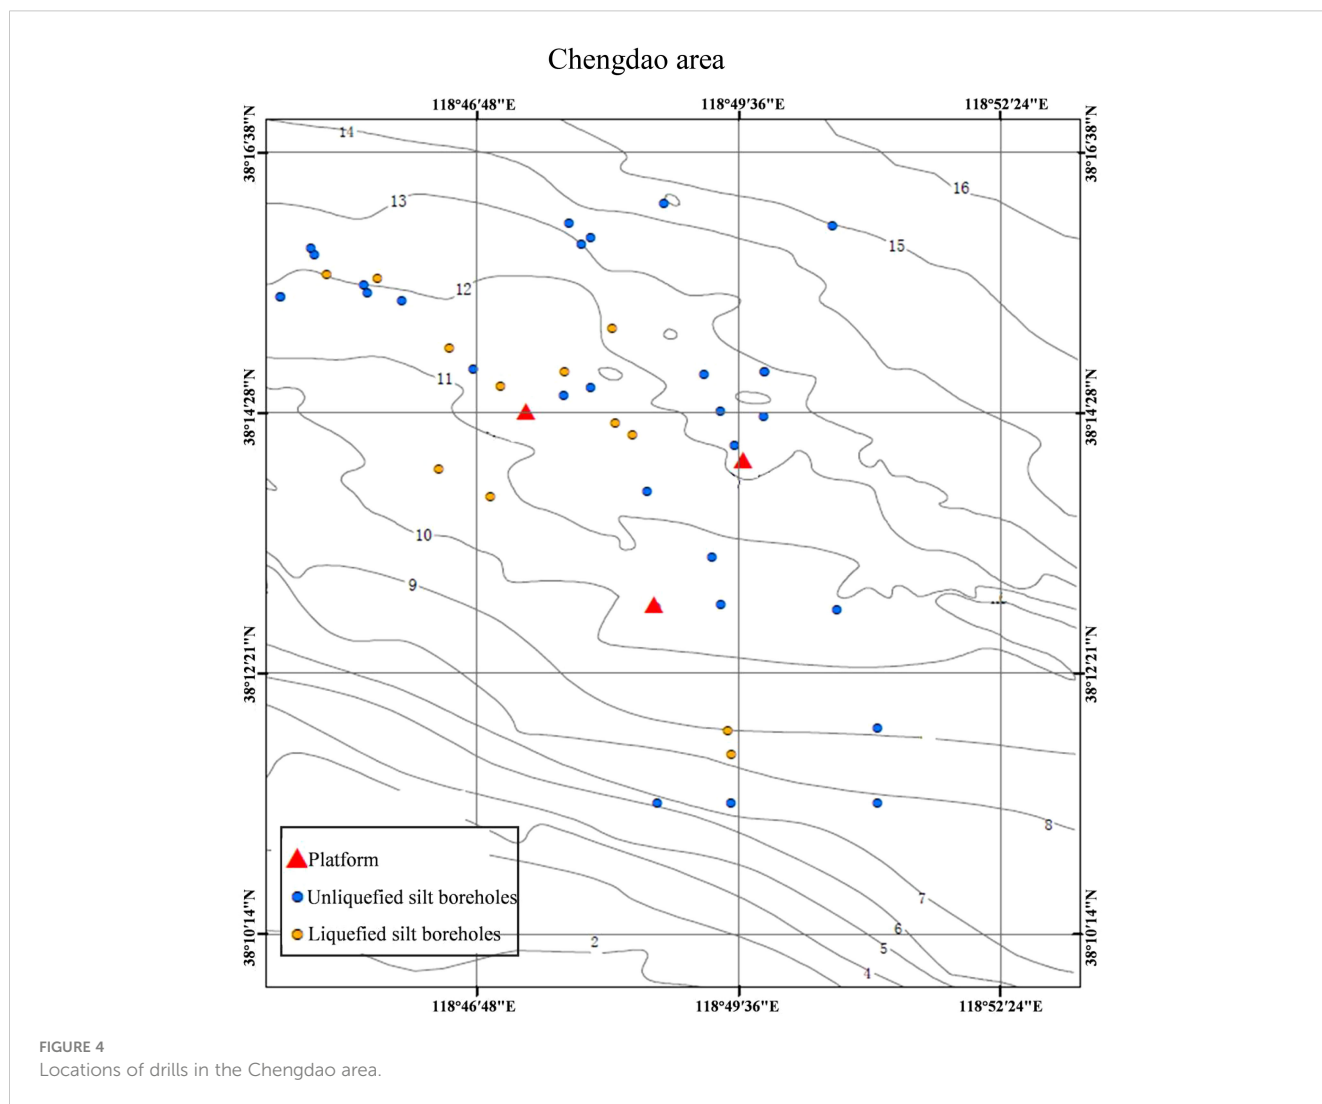 Chengdao area
118°46'48"E
118°49'36"E
118°52'24"E
38°16'38"N
38°16'38"N
14
16
13
15
12
11
38°14'28"N
38°14'28"N
10
9
38°12'21"N
38°12'21"N
8
Platform
7
Unliquefied silt boreholes
6
Liquefied silt boreholes
38°10'14"N
38°10'14"N
2
5
4
118°46'48"E
118°49'36"E
118°52'24"E
FIGURE 4
Locations of drills in the Chengdao area.